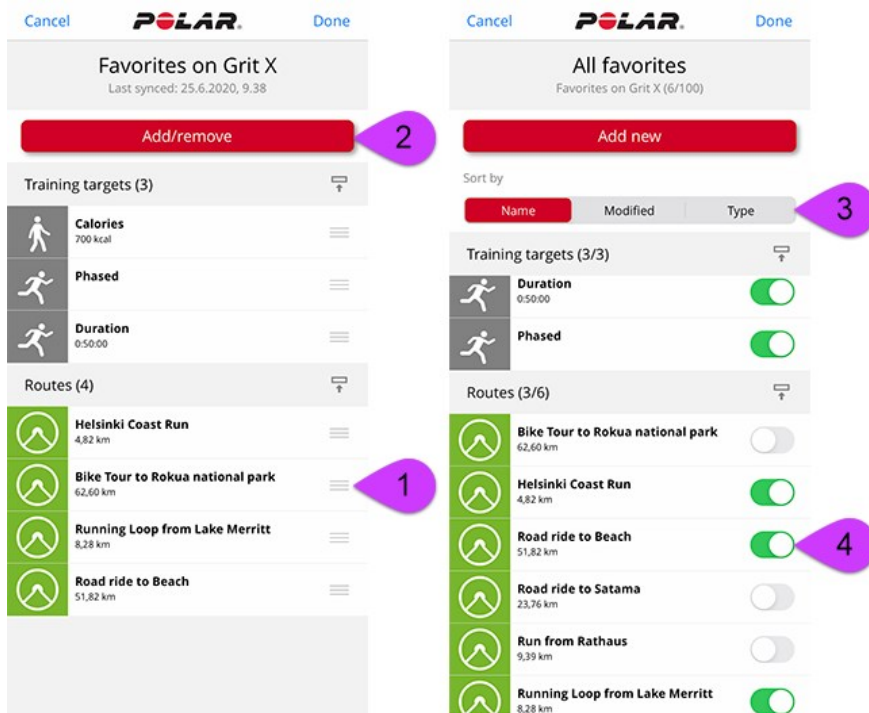 Cancel
POLAR.
Done
Favorites on Grit X
Last synced: 25.6.2020, 9.38
Add/remove
2
Training targets (3)
Calories
700 kcal
Phased
Duration
0:50:00
Routes (4)
Helsinki Coast Run
4,82 km
Bike Tour to Rokua national park
62,60 km
1
Running Loop from Lake Merritt
8,28 km
Road ride to Beach
51,82 km
Cancel
POLAR.
Done
All favorites
Favorites on Grit X (6/100)
Add new
Sort by
Name Modified Type
3
Training targets (3/3)
Duration
0:50:00
Phased
Routes (3/6)
Bike Tour to Rokua national park
62,60 km
Helsinki Coast Run
4,82 km
Road ride to Beach
51,82 km
4
Road ride to Satama
23,76 km
Run from Rathaus
9,39 km
Running Loop from Lake Merritt
8,28 km